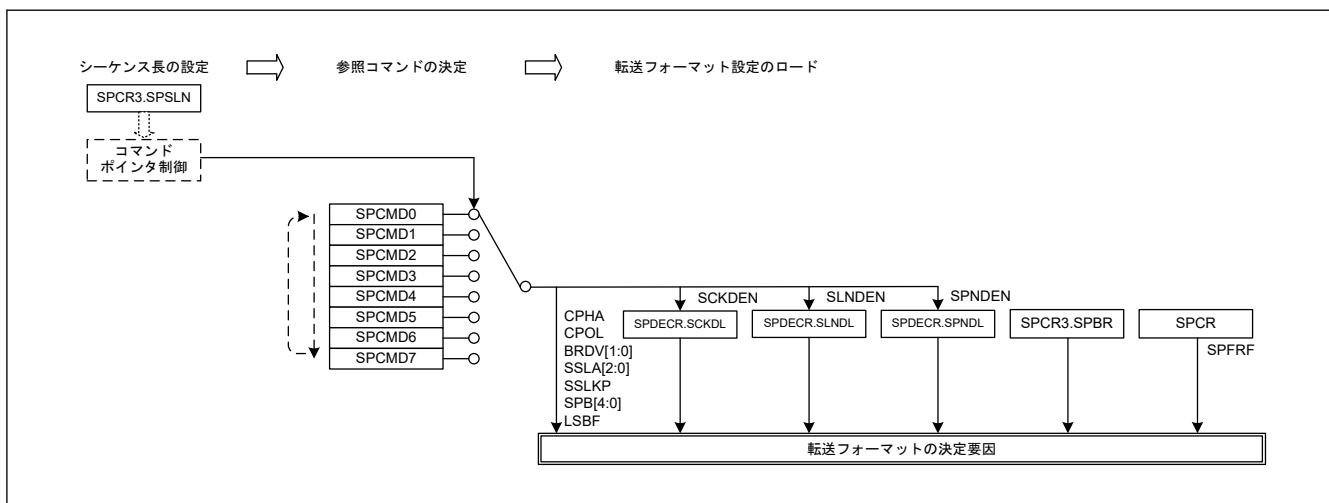 シーケンス長の設定
参照コマンドの決定
転送フォーマット設定のロード
SPCR3.SPSLN
コマンド
ポインタ制御
SPCMD0
SPCMD1
SPCMD2
SPCMD3
SPCMD4
SPCMD5
SPCMD6
SPCMD7
CPHA
CPOL
BRDV[1:0]
SSLA[2:0]
SSLKP
SPB[4:0]
LSBF
SCKDEN
SPDECR.SCKDL
SLNDEN
SPDECR.SLNDL
SPNDEN
SPDECR.SPNDL
SPCR3.SPBR
SPCR
SPFRF
転送フォーマットの決定要因